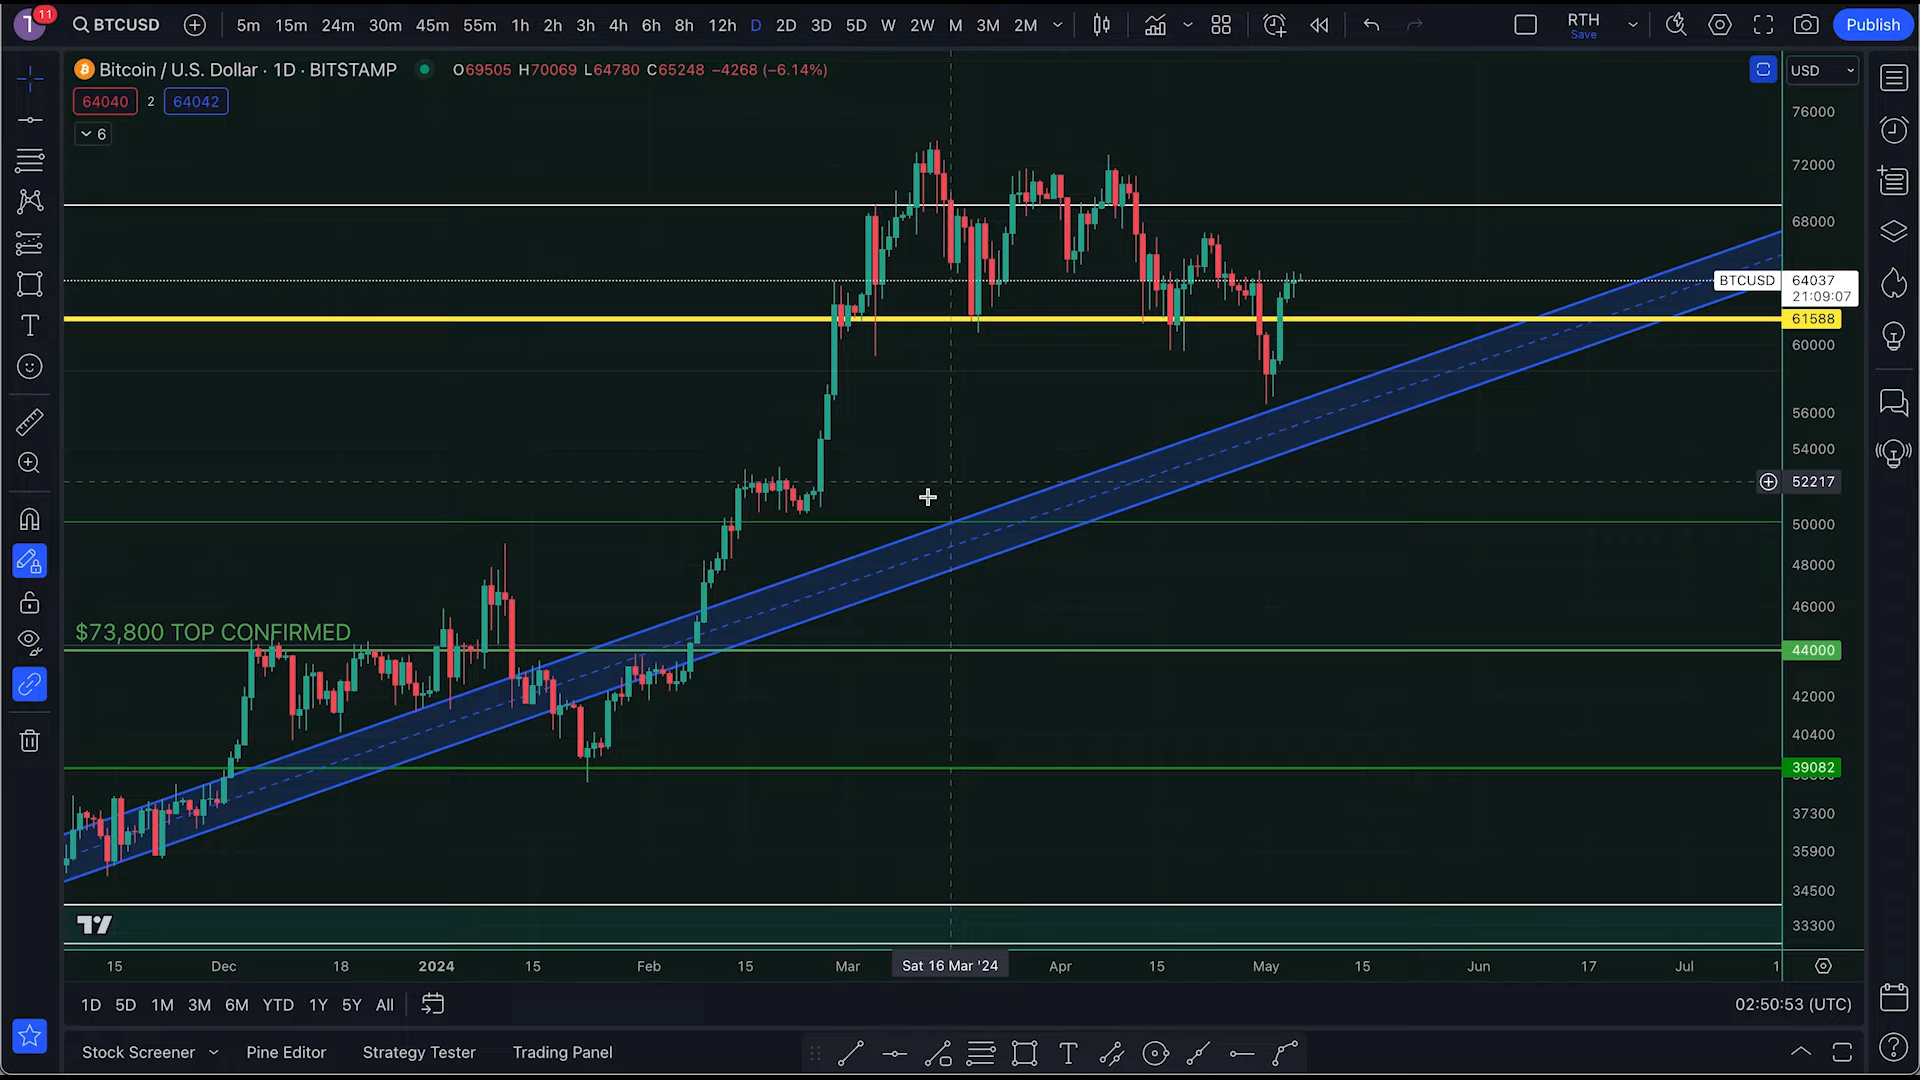 T 11 BTCUSD 5m 15m 24m 30m 45m 55m 1h 2h 3h 4h 6h 8h 12h D 2D 3D 5D W 2W M 3M 2M RTH Save Publish
Bitcoin / U.S. Dollar · 1D · BITSTAMP O69505 H70069 L64780 C65248 −4268 (−6.14%) USD
64040 2 64042
6
76000
72000
68000
BTCUSD 64037
21:09:07
61588
60000
56000
54000
52217
50000
48000
46000
$73,800 TOP CONFIRMED
44000
42000
40400
39082
37300
35900
34500
33300
15 Dec 18 2024 15 Feb 15 Mar Sat 16 Mar '24 Apr 15 May 15 Jun 17 Jul 1
1D 5D 1M 3M 6M YTD 1Y 5Y All 02:50:53 (UTC)
Stock Screener Pine Editor Strategy Tester Trading Panel